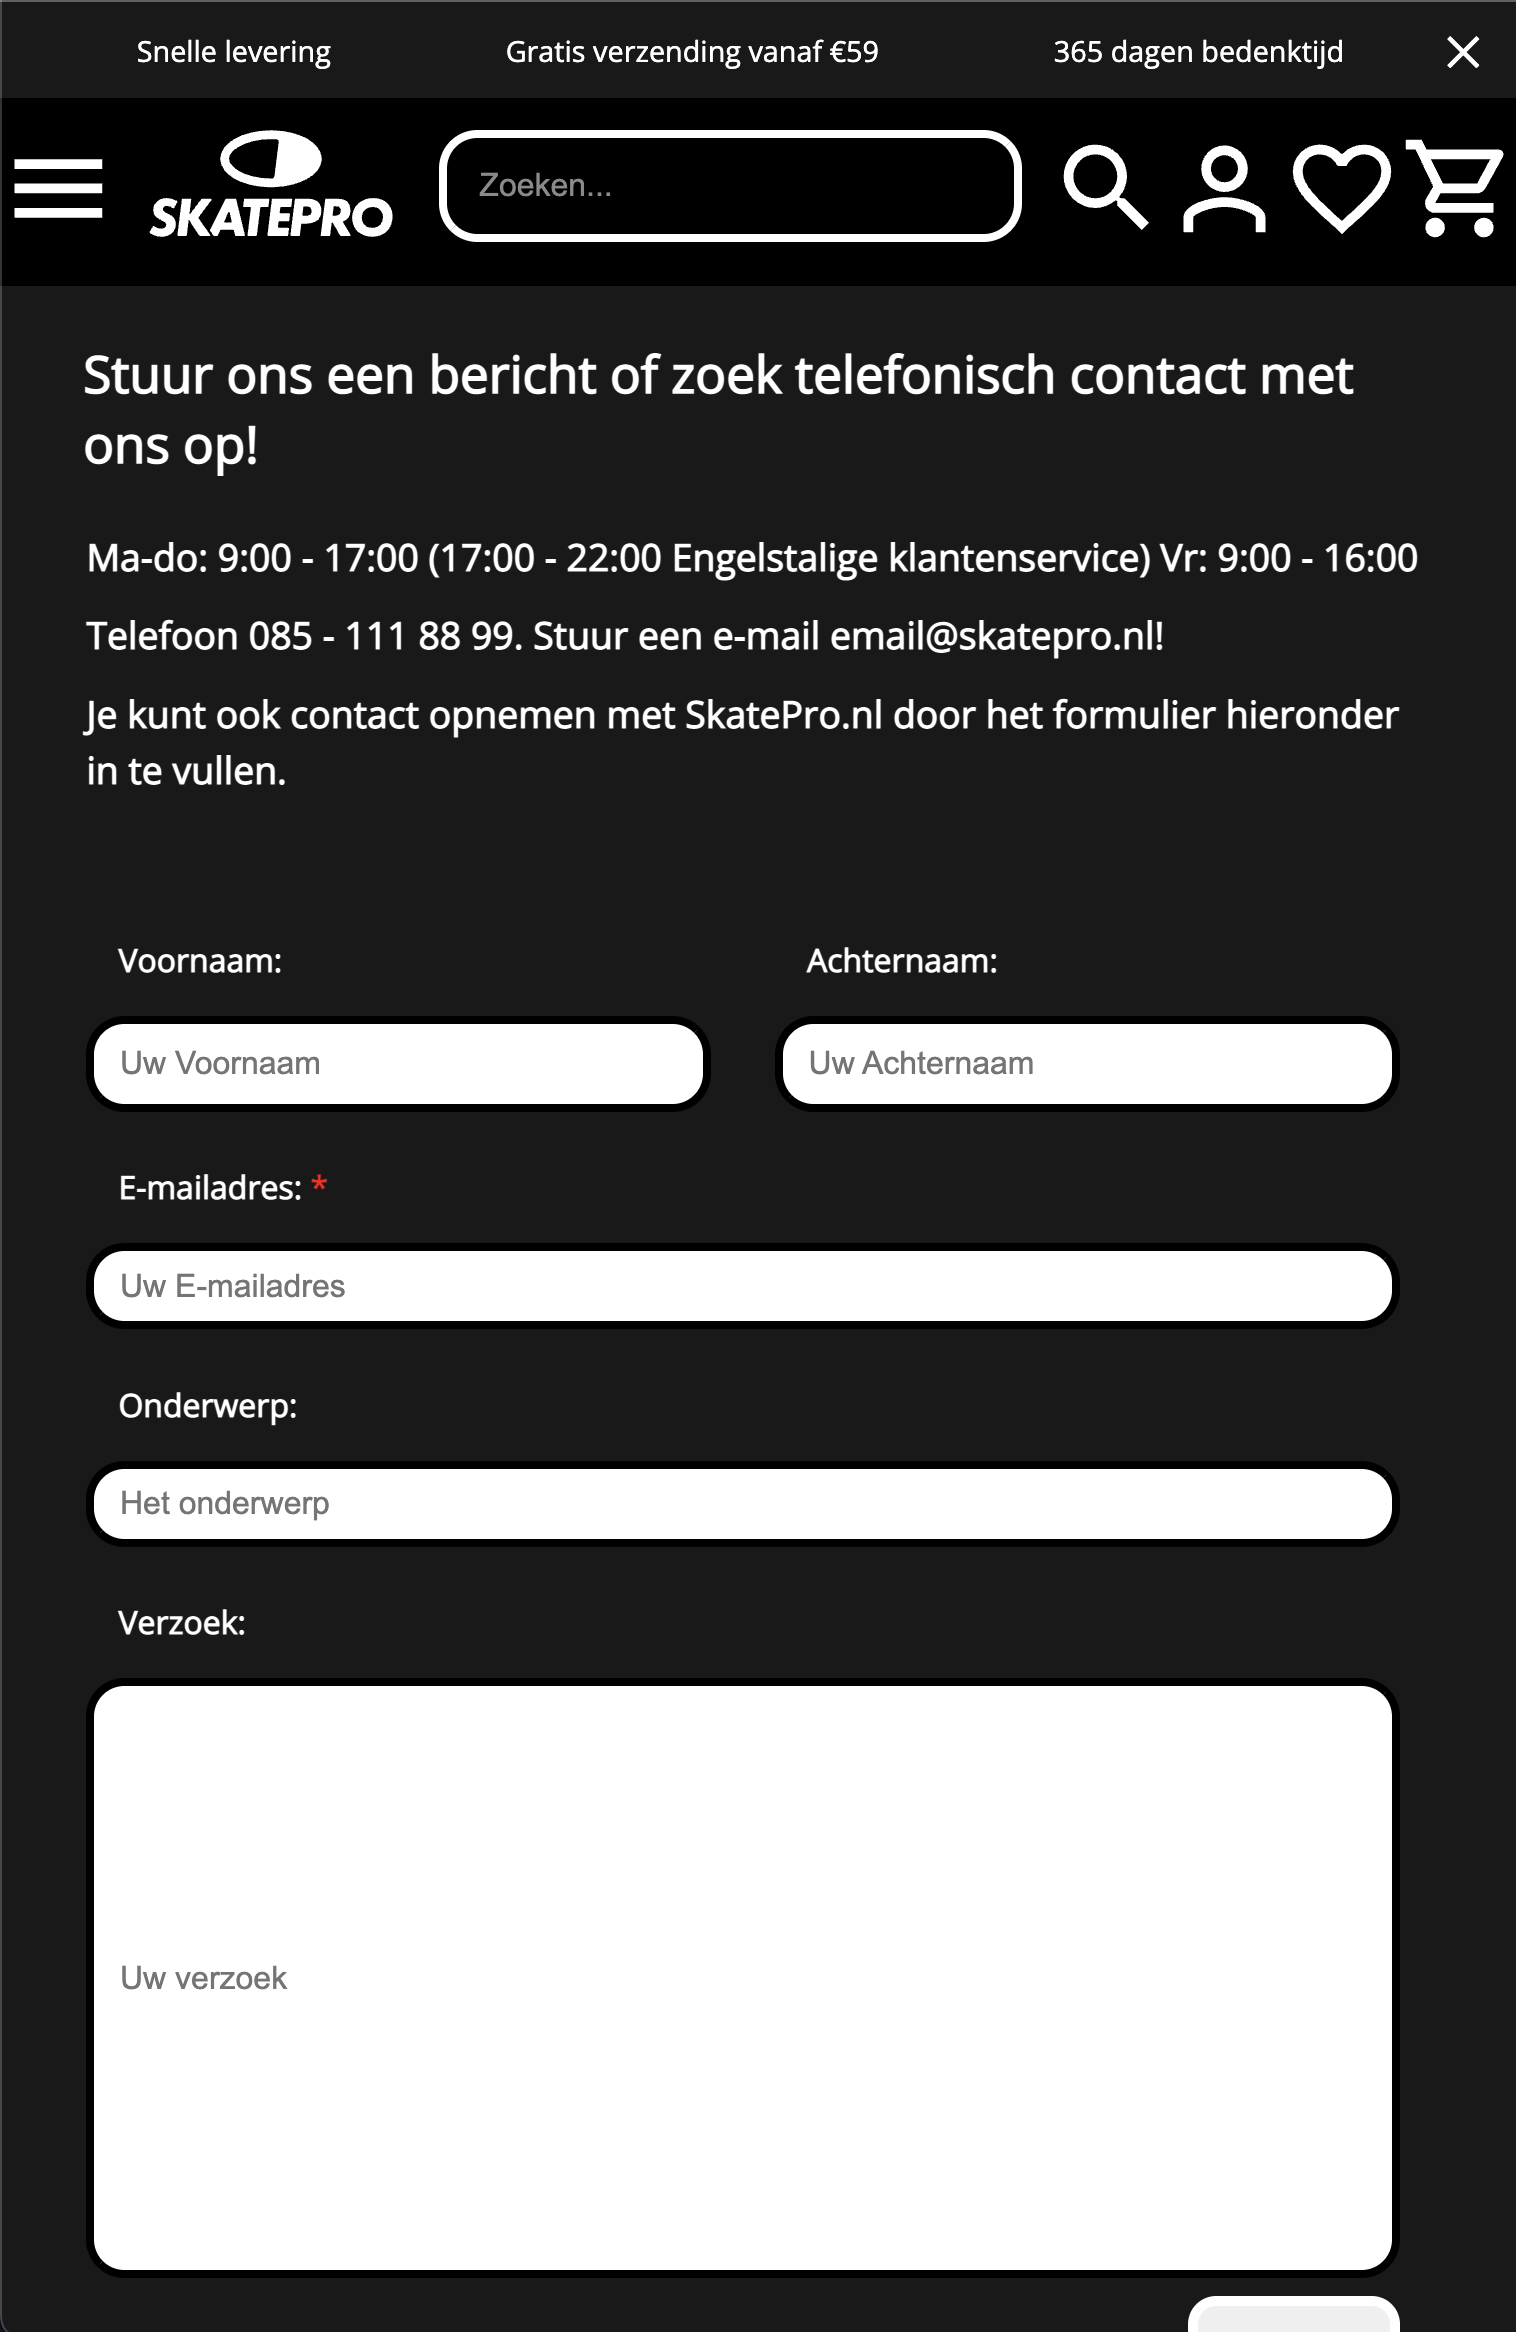 Snelle levering
Gratis verzending vanaf €59
365 dagen bedenktijd
SKATEPRO
Zoeken...
Stuur ons een bericht of zoek telefonisch contact met
ons op!
Ma-do: 9:00 - 17:00 (17:00 - 22:00 Engelstalige klantenservice) Vr: 9:00 - 16:00
Telefoon 085 - 111 88 99. Stuur een e-mail email@skatepro.nl!
Je kunt ook contact opnemen met SkatePro.nl door het formulier hieronder
in te vullen.
Voornaam:
Achternaam:
Uw Voornaam
Uw Achternaam
E-mailadres: *
Uw E-mailadres
Onderwerp:
Het onderwerp
Verzoek:
Uw verzoek